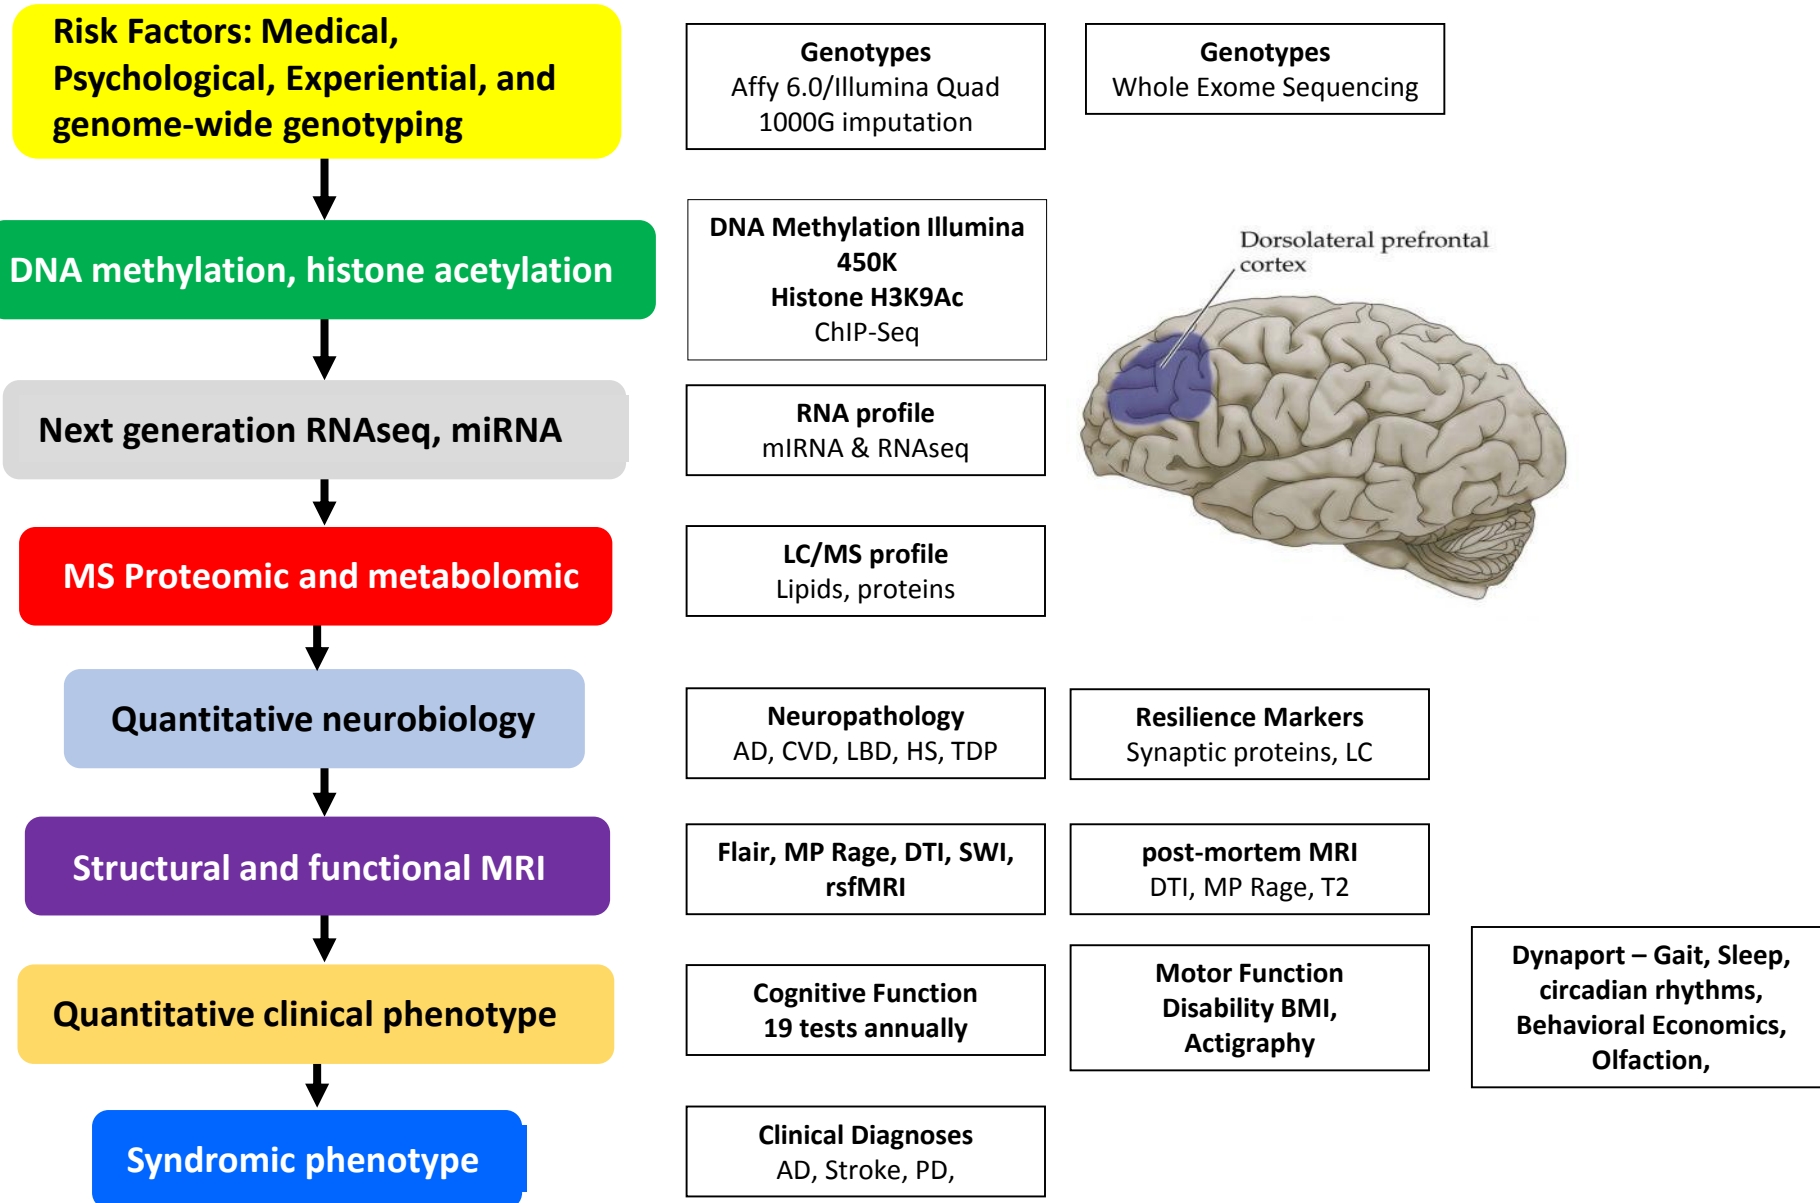 Risk Factors: Medical,
Psychological, Experiential, and
genome-wide genotyping
Genotypes
Affy 6.0/Illumina Quad
1000G imputation
Genotypes
Whole Exome Sequencing
DNA methylation, histone acetylation
DNA Methylation Illumina
450K
Histone H3K9Ac
ChIP-Seq
Dorsolateral prefrontal
cortex
Next generation RNAseq, miRNA
RNA profile
mIRNA & RNAseq
MS Proteomic and metabolomic
LC/MS profile
Lipids, proteins
Quantitative neurobiology
Neuropathology
AD, CVD, LBD, HS, TDP
Resilience Markers
Synaptic proteins, LC
Structural and functional MRI
Flair, MP Rage, DTI, SWI,
rsfMRI
post-mortem MRI
DTI, MP Rage, T2
Quantitative clinical phenotype
Cognitive Function
19 tests annually
Motor Function
Disability BMI,
Actigraphy
Dynaport – Gait, Sleep,
circadian rhythms,
Behavioral Economics,
Olfaction,
Syndromic phenotype
Clinical Diagnoses
AD, Stroke, PD,